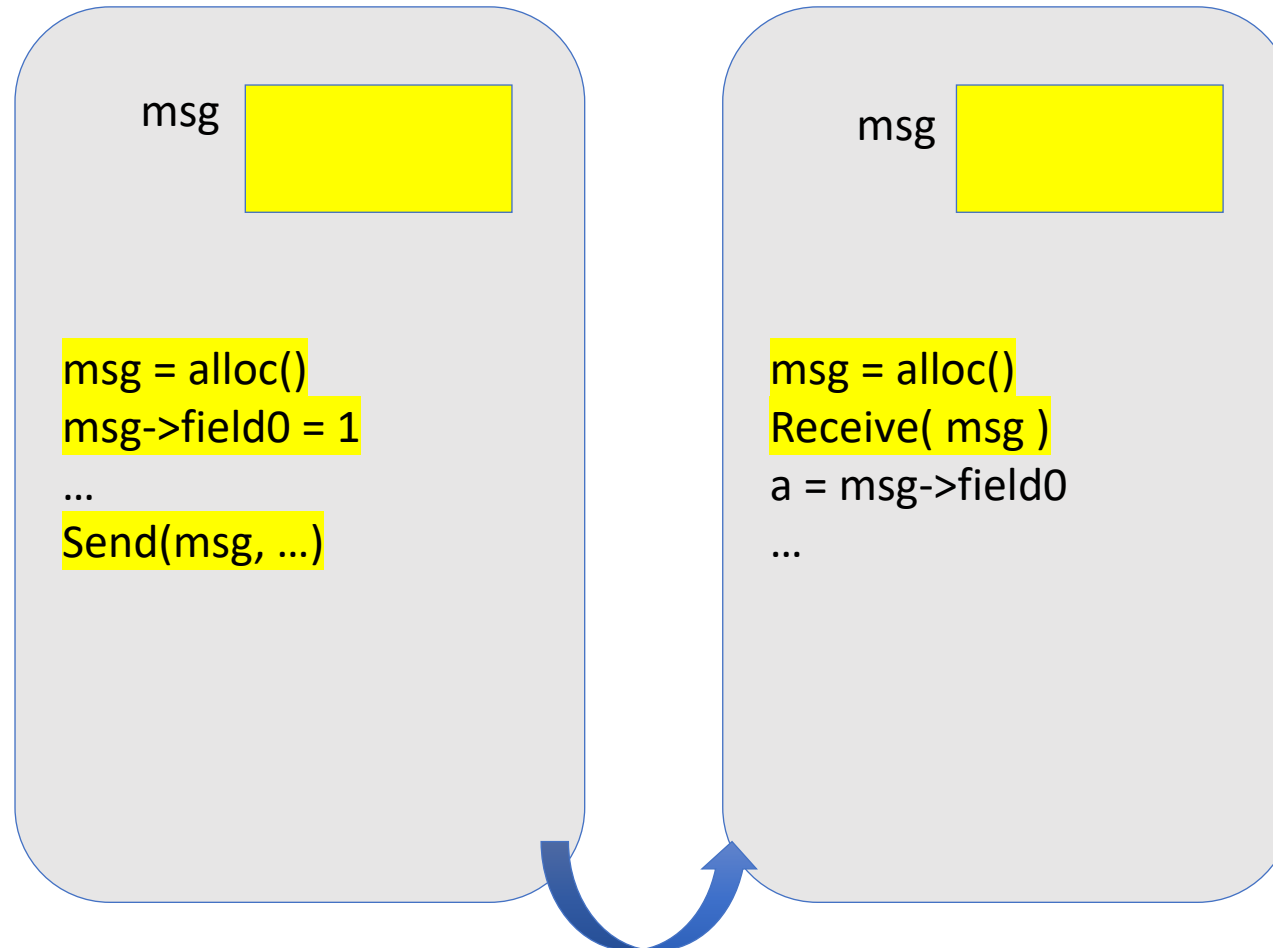 msg
msg = alloc()
msg->field0 = 1
…
Send(msg, …)
msg
msg = alloc()
Receive( msg )
a = msg->field0
…